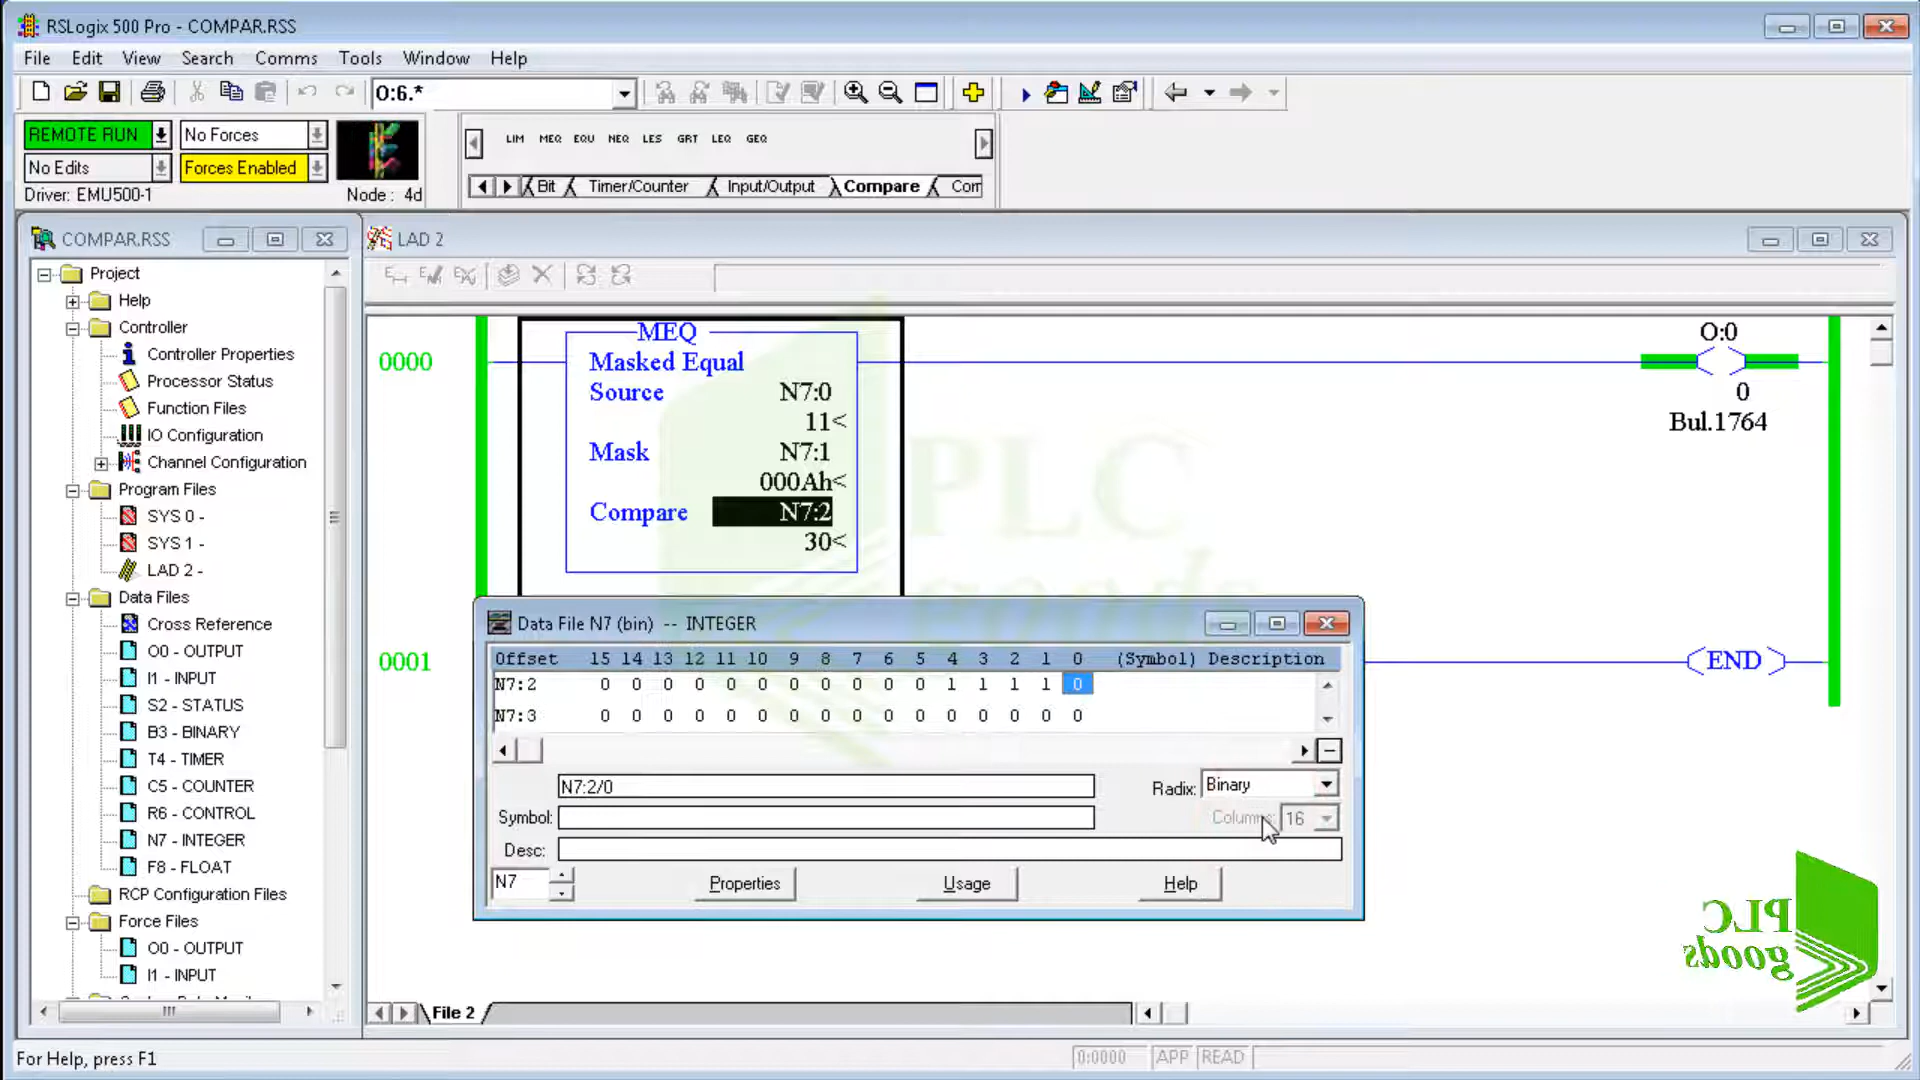 RSLogix 500 Pro - COMPAR.RSS
File Edit View Search Comms Tools Window Help
O:6.*
REMOTE RUN No Forces
No Edits Forces Enabled
Driver: EMU500-1 Node : 4d
LIM MEQ EQU NEQ LES GRT LEQ GEQ
Bit Timer/Counter Input/Output Compare Com
COMPAR.RSS
Project
Help
Controller
Controller Properties
Processor Status
Function Files
IO Configuration
Channel Configuration
Program Files
SYS 0 -
SYS 1 -
LAD 2 -
Data Files
Cross Reference
O0 - OUTPUT
I1 - INPUT
S2 - STATUS
B3 - BINARY
T4 - TIMER
C5 - COUNTER
R6 - CONTROL
N7 - INTEGER
F8 - FLOAT
RCP Configuration Files
Force Files
O0 - OUTPUT
I1 - INPUT
LAD 2
0000
MEQ
Masked Equal
Source N7:0
11<
Mask N7:1
000Ah<
Compare N7:2
30<
O:0
0
Bul.1764
0001
END
PLC
goods
Data File N7 (bin) -- INTEGER
Offset 15 14 13 12 11 10 9 8 7 6 5 4 3 2 1 0 (Symbol) Description
N7:2 0 0 0 0 0 0 0 0 0 0 0 1 1 1 1 0
N7:3 0 0 0 0 0 0 0 0 0 0 0 0 0 0 0 0
N7:2/0
Radix: Binary
Symbol:
Columns: 16
Desc:
N7 Properties Usage Help
PLC
goods
File 2
For Help, press F1
0:0000 APP READ